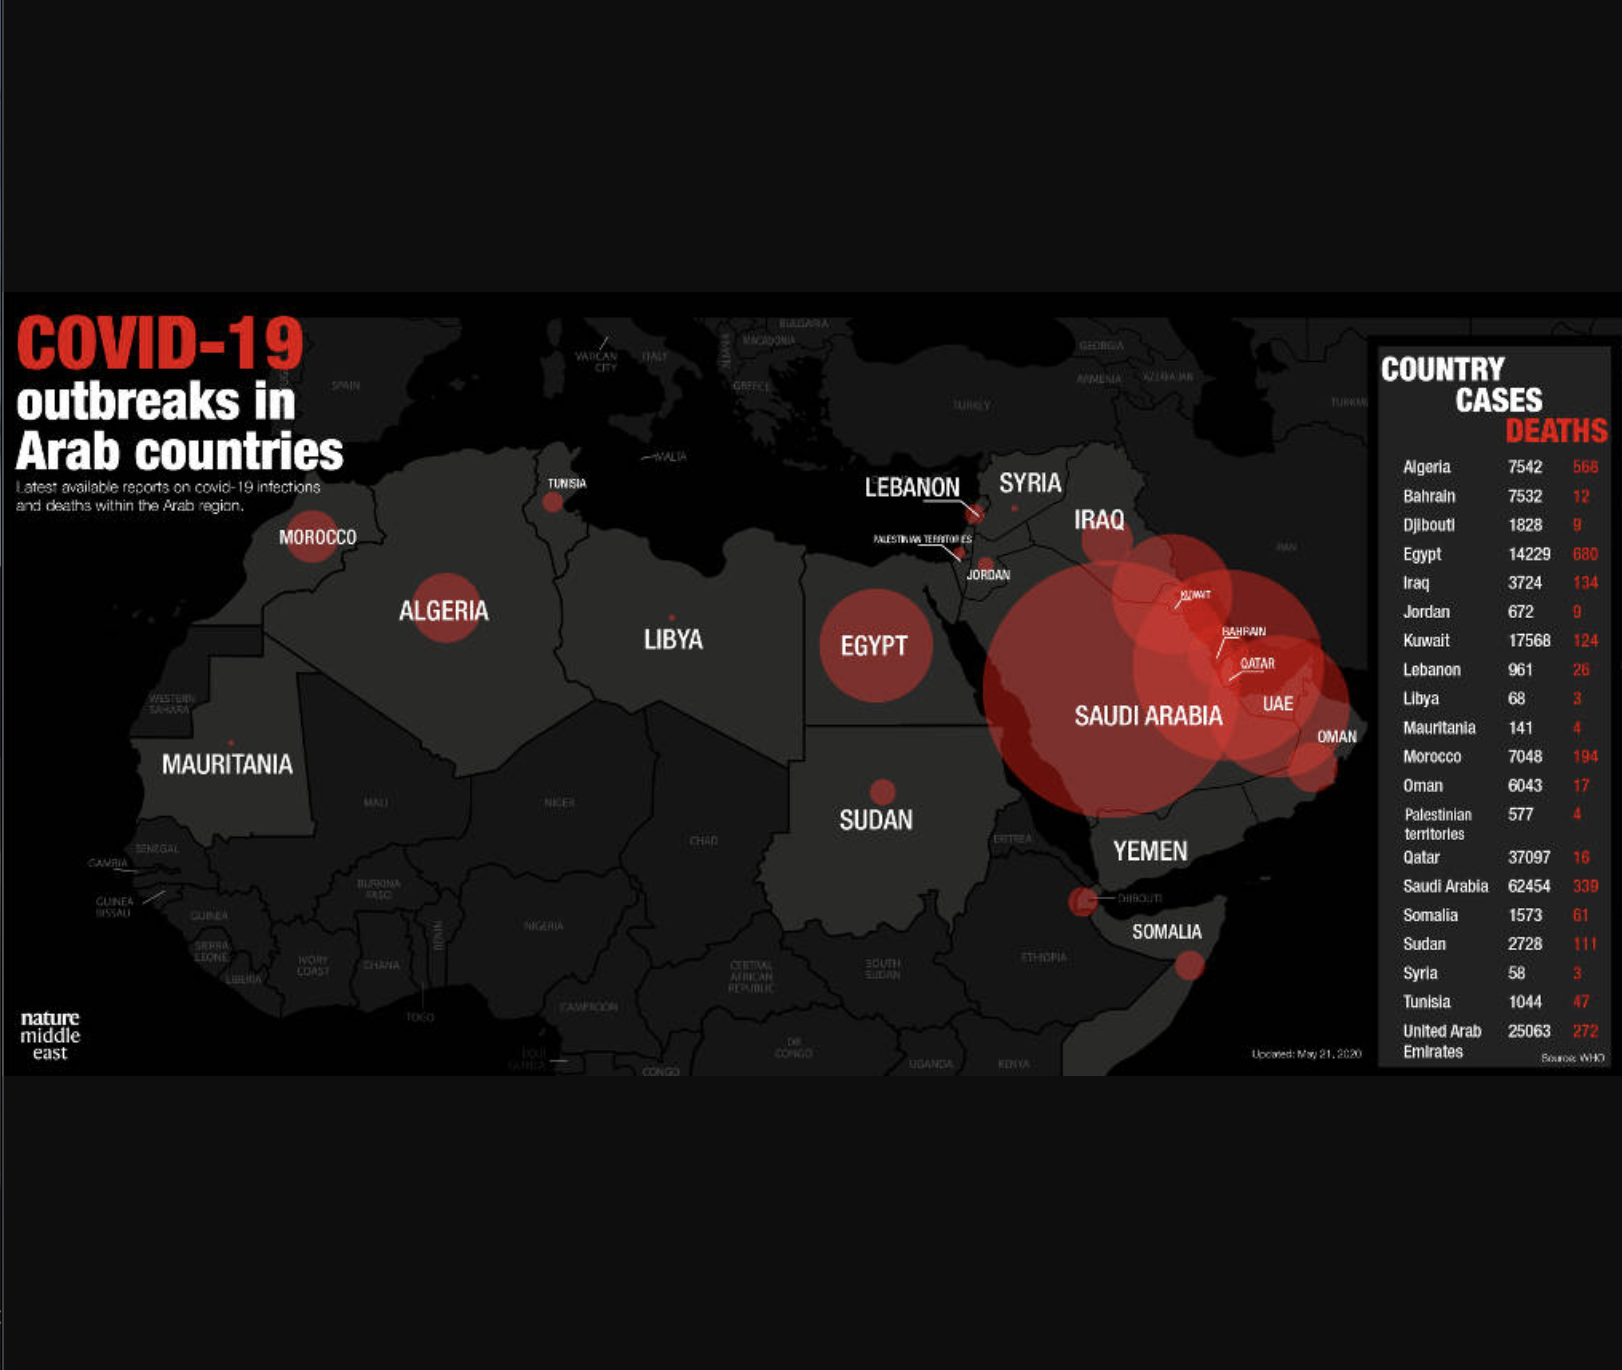 COVID-19
outbreaks in
Arab countries
Latest available reports on covid-19 infections
and deaths within the Arab region.
SPAIN
VATICAN
CITY
ITALY
BULGARIA
MACADONIA
GREECE
TURKEY
GEORGIA
ARMENIA
AZERBAIJAN
MALTA
TUNISIA
MOROCCO
ALGERIA
LIBYA
EGYPT
LEBANON
SYRIA
IRAQ
PALESTINIAN TERRITORIES
JORDAN
IRAN
KUWAIT
BAHRAIN
QATAR
UAE
SAUDI ARABIA
OMAN
WESTERN
SAHARA
MAURITANIA
MALI
NIGER
CHAD
SUDAN
ERITREA
YEMEN
DJIBOUTI
SOMALIA
SENEGAL
GAMBIA
GUINEA
BISSAU
GUINEA
SIERRA
LEONE
LIBERIA
IVORY
COAST
BURKINA
FASO
GHANA
TOGO
BENIN
NIGERIA
CAMEROON
CENTRAL
AFRICAN
REPUBLIC
SOUTH
SUDAN
ETHIOPIA
CONGO
DR
CONGO
UGANDA
KENYA
nature
middle
east
Updated: May 21, 2020
COUNTRY
CASES
DEATHS
Algeria 7542 568
Bahrain 7532 12
Djibouti 1828 9
Egypt 14229 680
Iraq 3724 134
Jordan 672 9
Kuwait 17568 124
Lebanon 961 26
Libya 68 3
Mauritania 141 4
Morocco 7048 194
Oman 6043 17
Palestinian 577 4
territories
Qatar 37097 16
Saudi Arabia 62454 339
Somalia 1573 61
Sudan 2728 111
Syria 58 3
Tunisia 1044 47
United Arab 25063 272
Emirates
Source: WHO